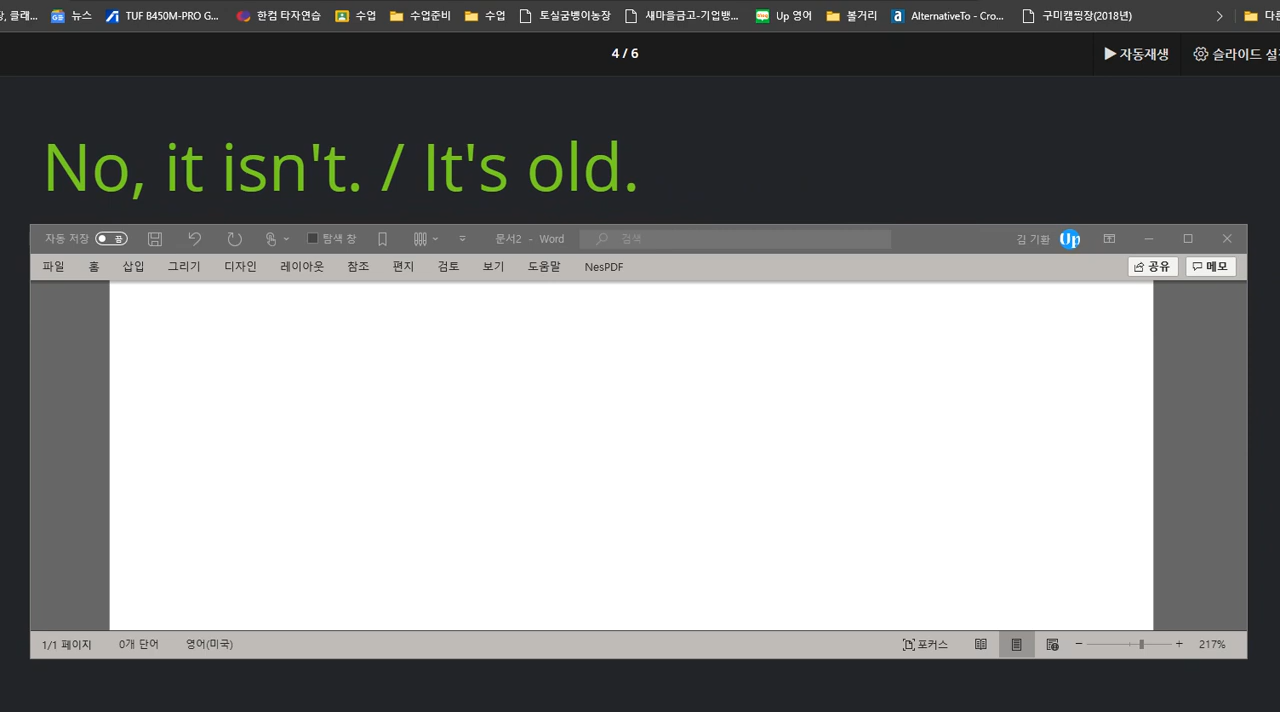 , 클래... 뉴스 TUF B450M-PRO G... 한컴 타자연습 수업 수업준비 수업 토실굼벵이농장 새마을금고-기업뱅... Up 영어 볼거리 AlternativeTo - Cro... 구미캠핑장(2018년)
4 / 6 자동재생 슬라이드
No, it isn't. / It's old.
자동 저장 끔 탐색 창 문서2 - Word 검색 김 기환 Up
파일 홈 삽입 그리기 디자인 레이아웃 참조 편지 검토 보기 도움말 NesPDF 공유 메모
1/1 페이지 0개 단어 영어(미국) 포커스 217%